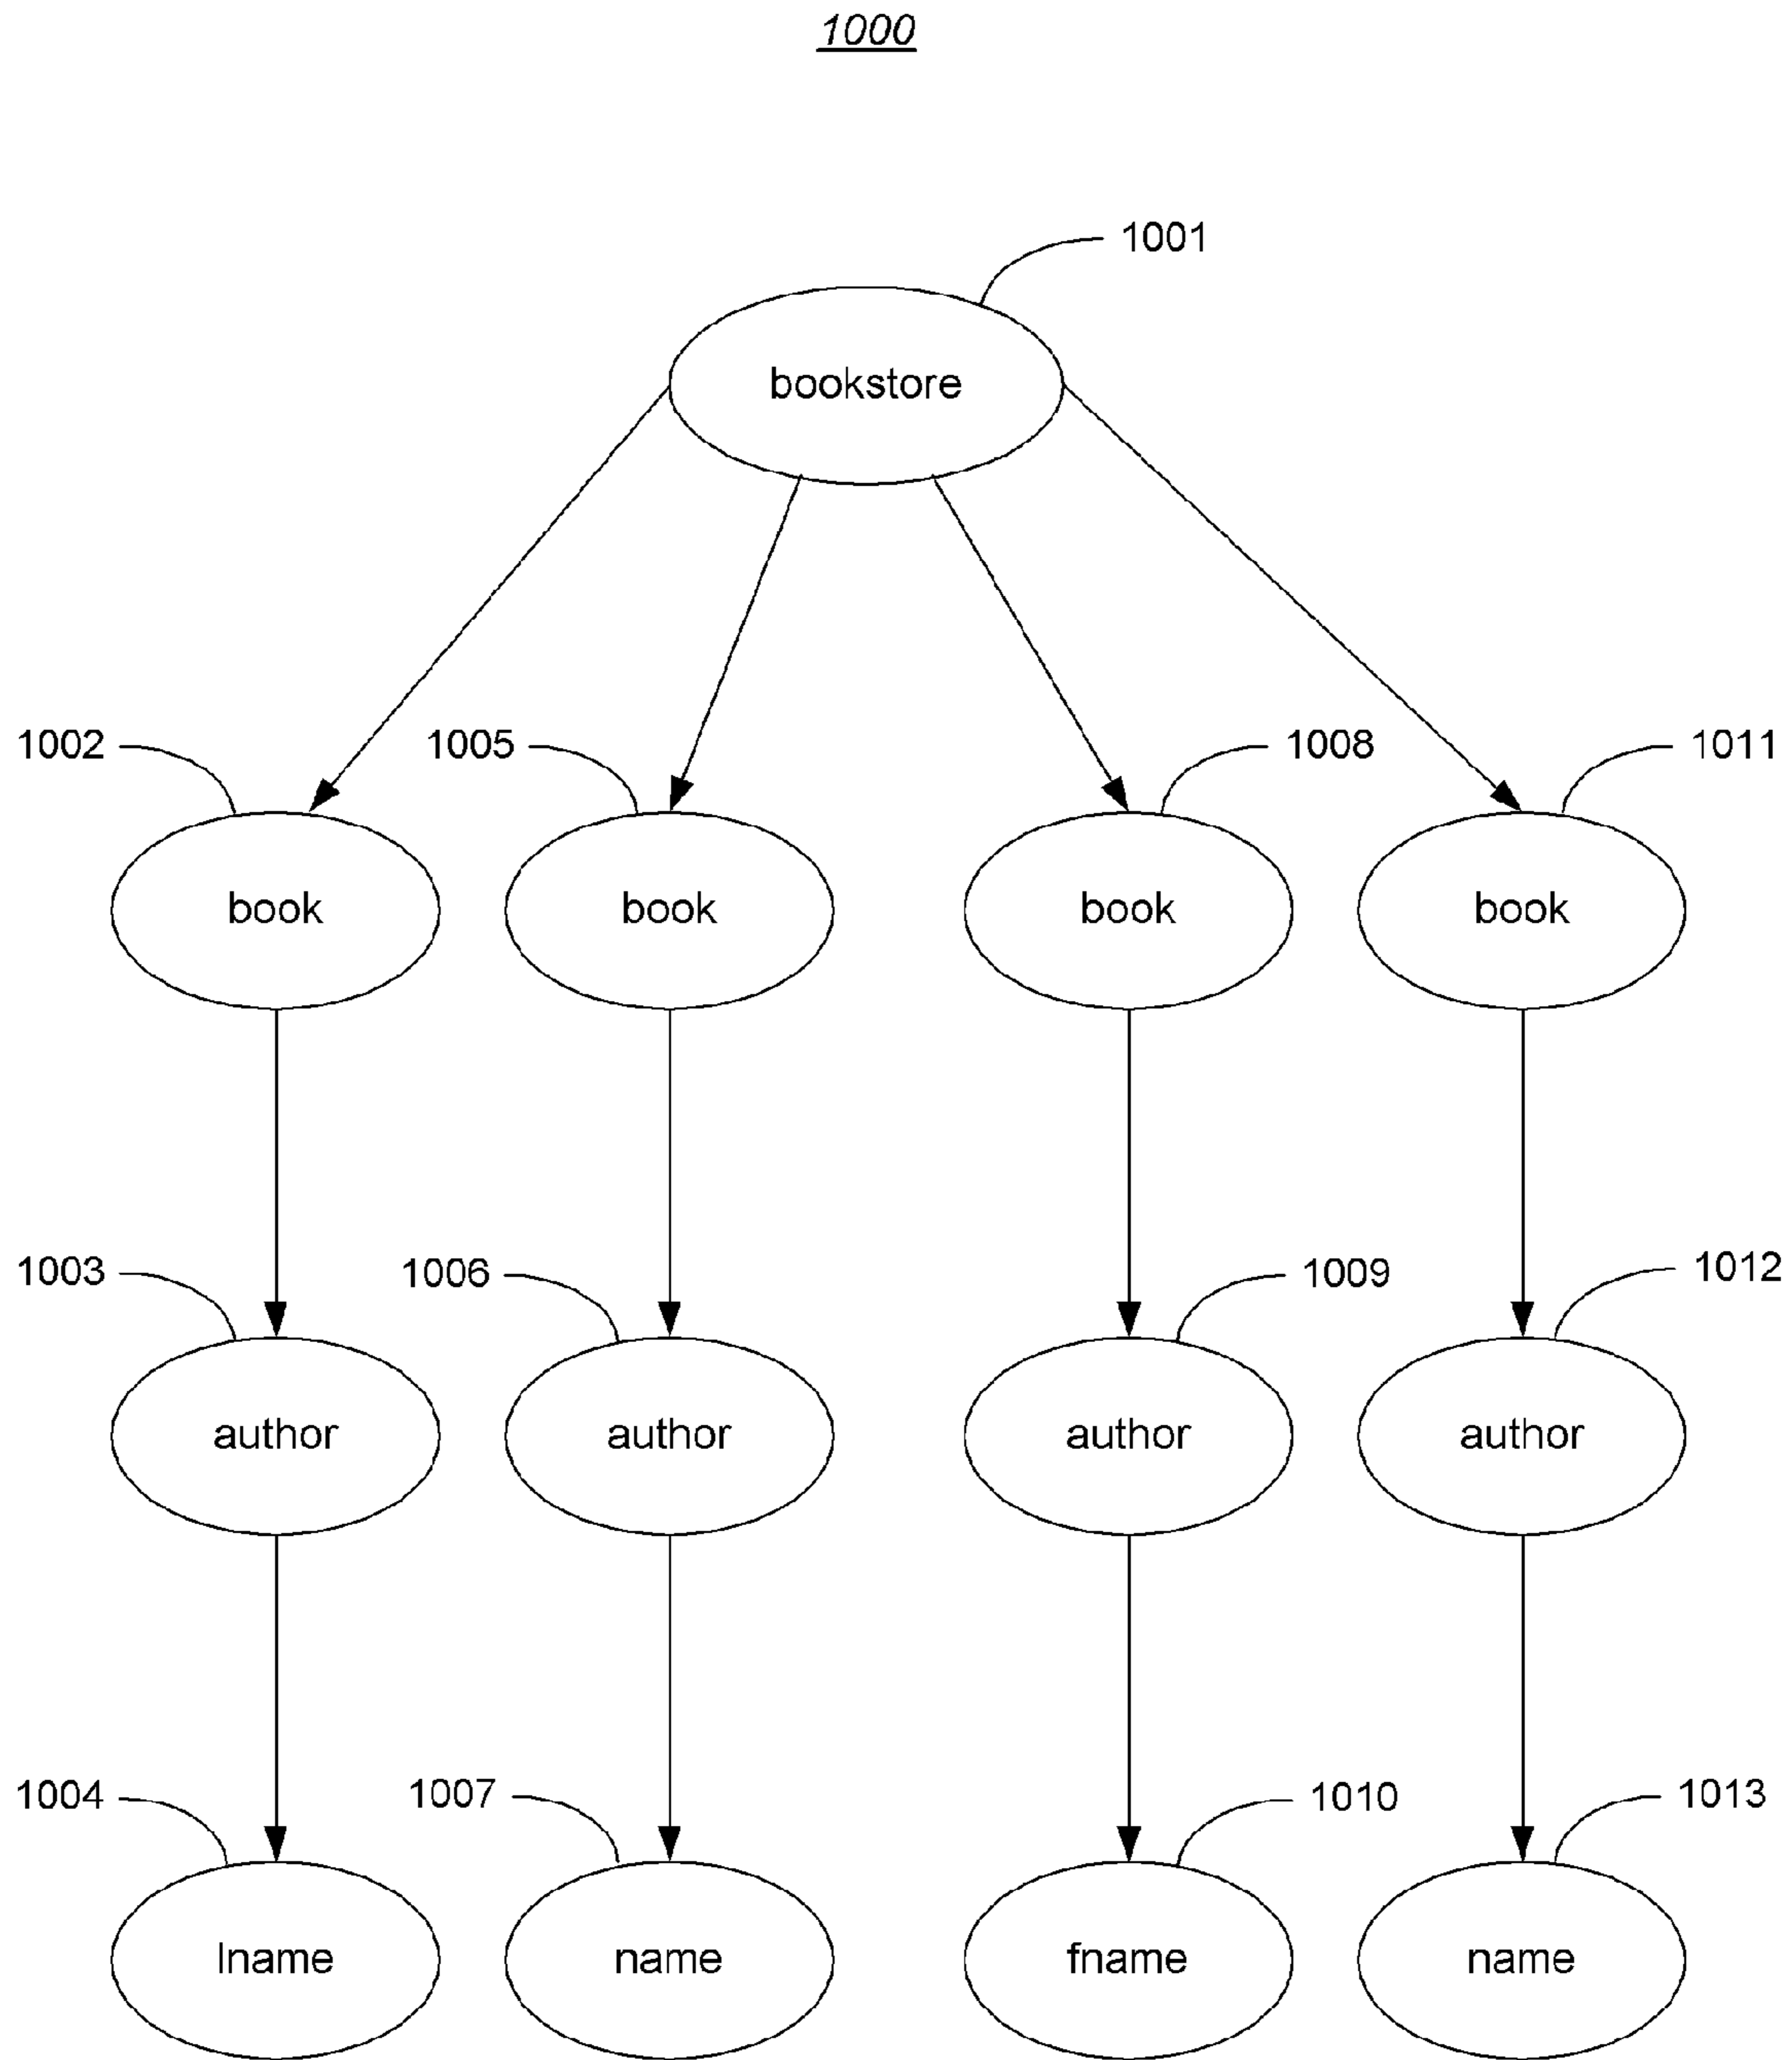 1000
1001
bookstore
1002 1005 1008 1011
book book book book
1003 1006 1009 1012
author author author author
1004 1007 1010 1013
lname name fname name